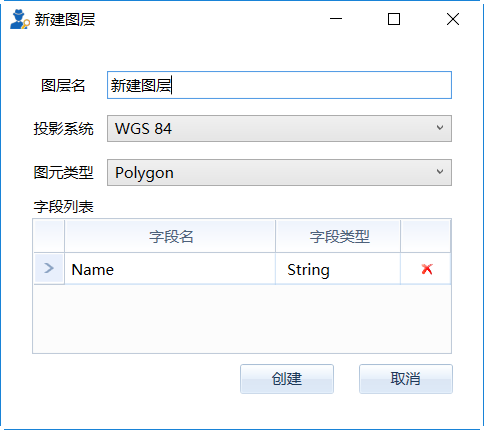 新建图层
图层名 新建图层
投影系统 WGS 84
图元类型 Polygon
字段列表
字段名 字段类型
Name String
创建 取消